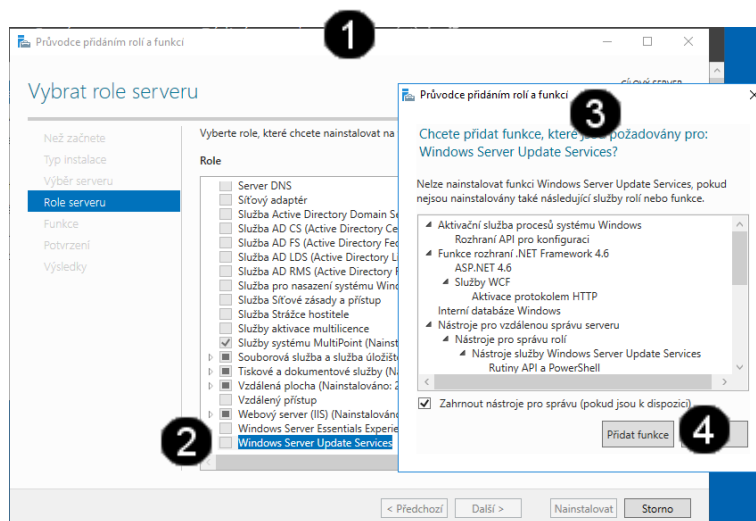 1
Průvodce přidáním rolí a funkcí
Vybrat role serveru
CÍLOVÝ SERVER
Než začnete
Typ instalace
Výběr serveru
Role serveru
Funkce
Potvrzení
Výsledky
Vyberte role, které chcete nainstalovat na
Role
Server DNS
Síťový adaptér
Služba Active Directory Domain
Služba AD CS (Active Directory
Služba AD FS (Active Directory
Služba AD LDS (Active Directory
Služba AD RMS (Active Directory
Služba pro nasazení systému
Služba Síťové zásady a přístup
Služba Strážce hostitele
Služby aktivace multilicence
Služby systému MultiPoint
Souborová služba a služba
Tiskové a dokumentové služby
Vzdálená plocha (Nainstalováno: 2
Vzdálený přístup
Webový server (IIS)
Windows Server Essentials
2
Windows Server Update Services
< Předchozí
Další >
Nainstalovat
Storno
Průvodce přidáním rolí a funkcí
3
Chcete přidat funkce, které jsou požadovány pro:
Windows Server Update Services?
Nelze nainstalovat funkci Windows Server Update Services, pokud
nejsou nainstalovány také následující služby rolí nebo funkce.
Aktivační služba procesů systému Windows
Rozhraní API pro konfiguraci
Funkce rozhraní .NET Framework 4.6
ASP.NET 4.6
Služby WCF
Aktivace protokolem HTTP
Interní databáze Windows
Nástroje pro vzdálenou správu serveru
Nástroje pro správu rolí
Nástroje služby Windows Server Update Services
Rutiny API a PowerShell
Zahrnout nástroje pro správu (pokud jsou k dispozici)
Přidat funkce
4